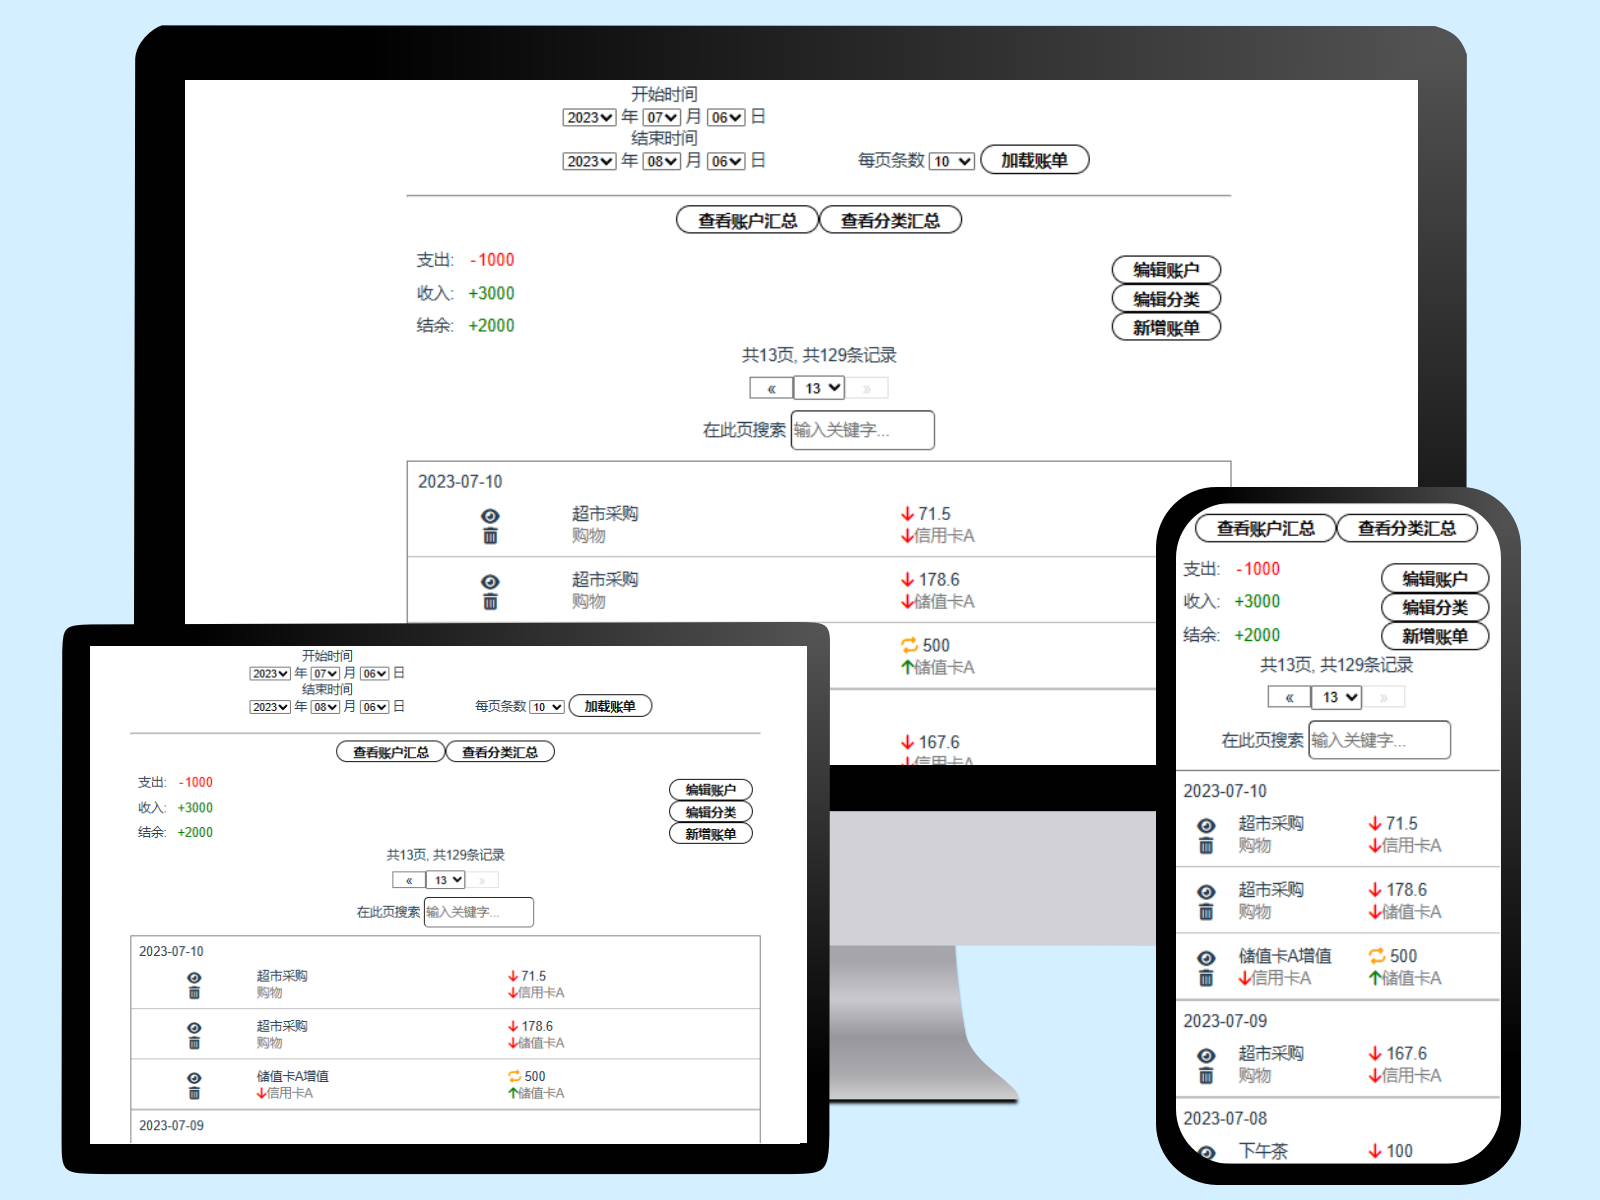 开始时间
2023 年 07 月 06 日
结束时间
2023 年 08 月 06 日 每页条数 10 加载账单
查看账户汇总 查看分类汇总
支出: -1000
收入: +3000
结余: +2000
编辑账户
编辑分类
新增账单
共13页, 共129条记录
« 13 »
在此页搜索 输入关键字...
2023-07-10
超市采购 71.5
购物 信用卡A
超市采购 178.6
购物 储值卡A
500
储值卡A
167.6
信用卡A
开始时间
2023 年 07 月 06 日
结束时间
2023 年 08 月 06 日 每页条数 10 加载账单
查看账户汇总 查看分类汇总
支出: -1000
收入: +3000
结余: +2000
编辑账户
编辑分类
新增账单
共13页, 共129条记录
« 13 »
在此页搜索 输入关键字...
2023-07-10
超市采购 71.5
购物 信用卡A
超市采购 178.6
购物 储值卡A
储值卡A增值 500
信用卡A 储值卡A
2023-07-09
查看账户汇总 查看分类汇总
支出: -1000
收入: +3000
结余: +2000
编辑账户
编辑分类
新增账单
共13页, 共129条记录
« 13 »
在此页搜索 输入关键字...
2023-07-10
超市采购 71.5
购物 信用卡A
超市采购 178.6
购物 储值卡A
储值卡A增值 500
信用卡A 储值卡A
2023-07-09
超市采购 167.6
购物 信用卡A
2023-07-08
下午茶 100